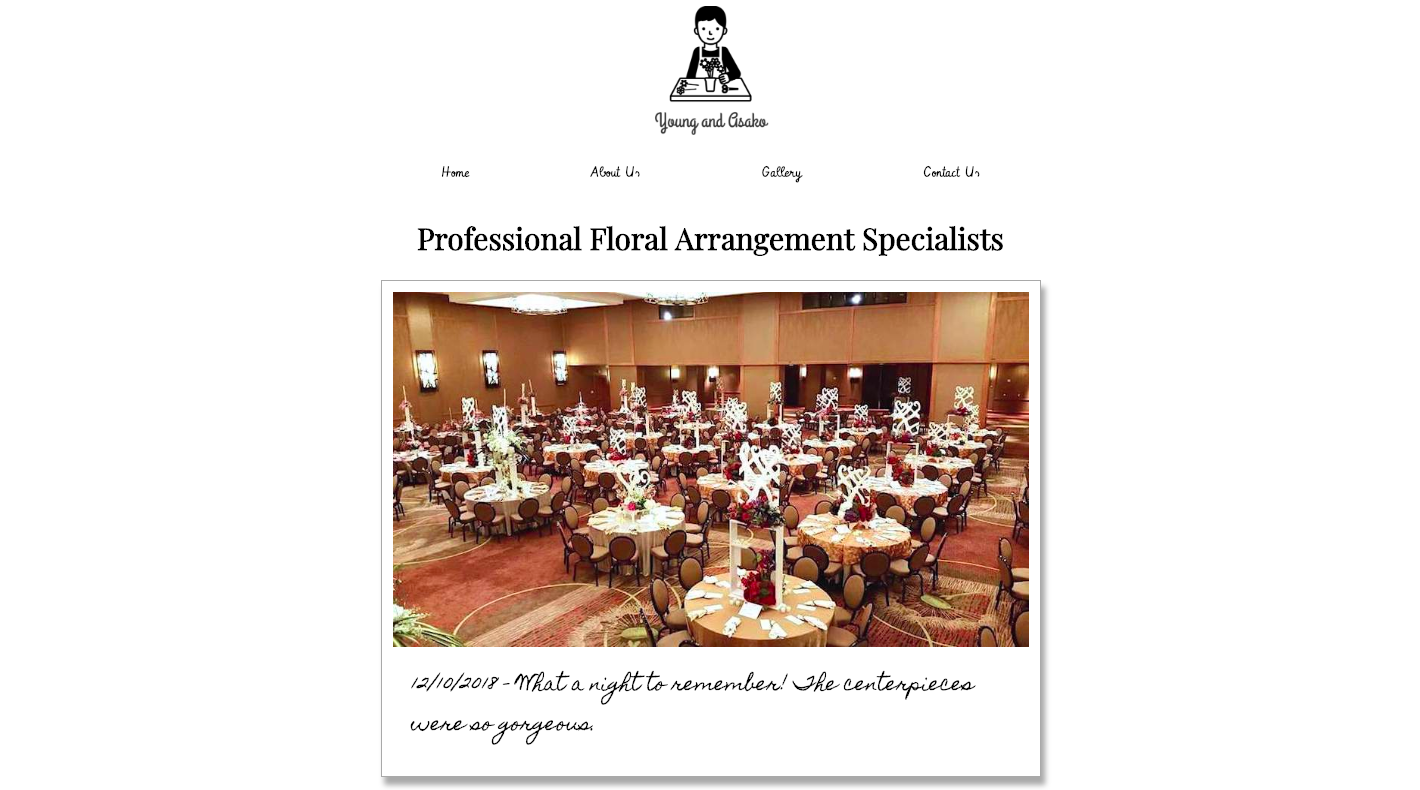 Young and Asako
Home
About Us
Gallery
Contact Us
Professional Floral Arrangement Specialists
12/10/2018 - What a night to remember! The centerpieces
were so gorgeous.